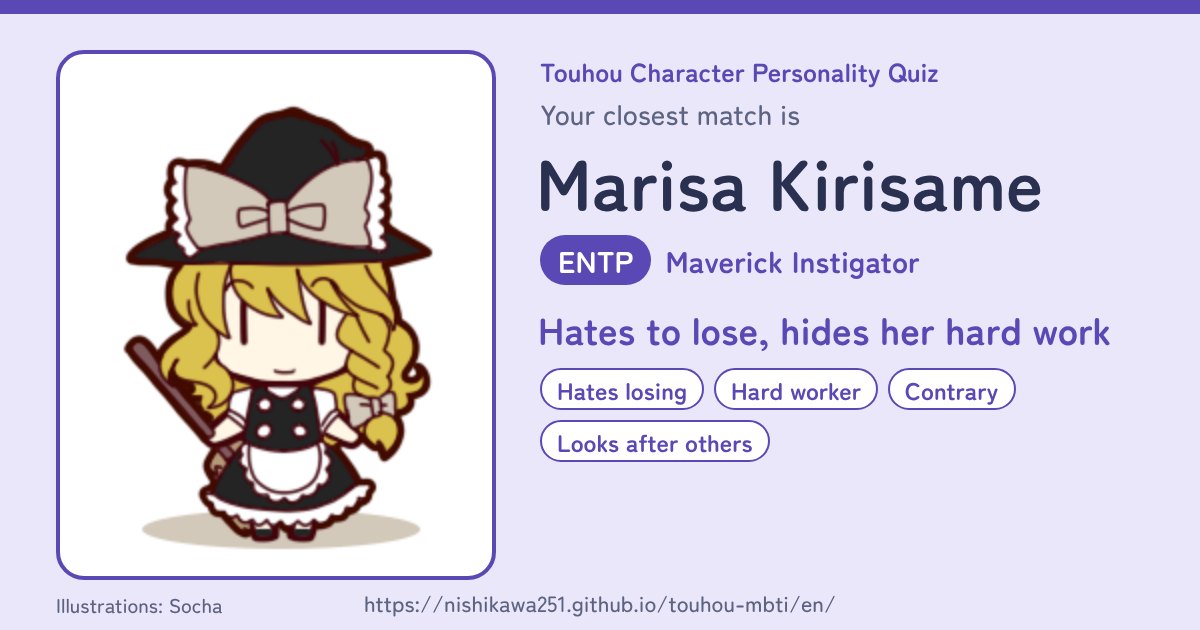 Touhou Character Personality Quiz
Your closest match is
Marisa Kirisame
ENTP Maverick Instigator
Hates to lose, hides her hard work
Hates losing Hard worker Contrary
Looks after others
Illustrations: Socha https://nishikawa251.github.io/touhou-mbti/en/